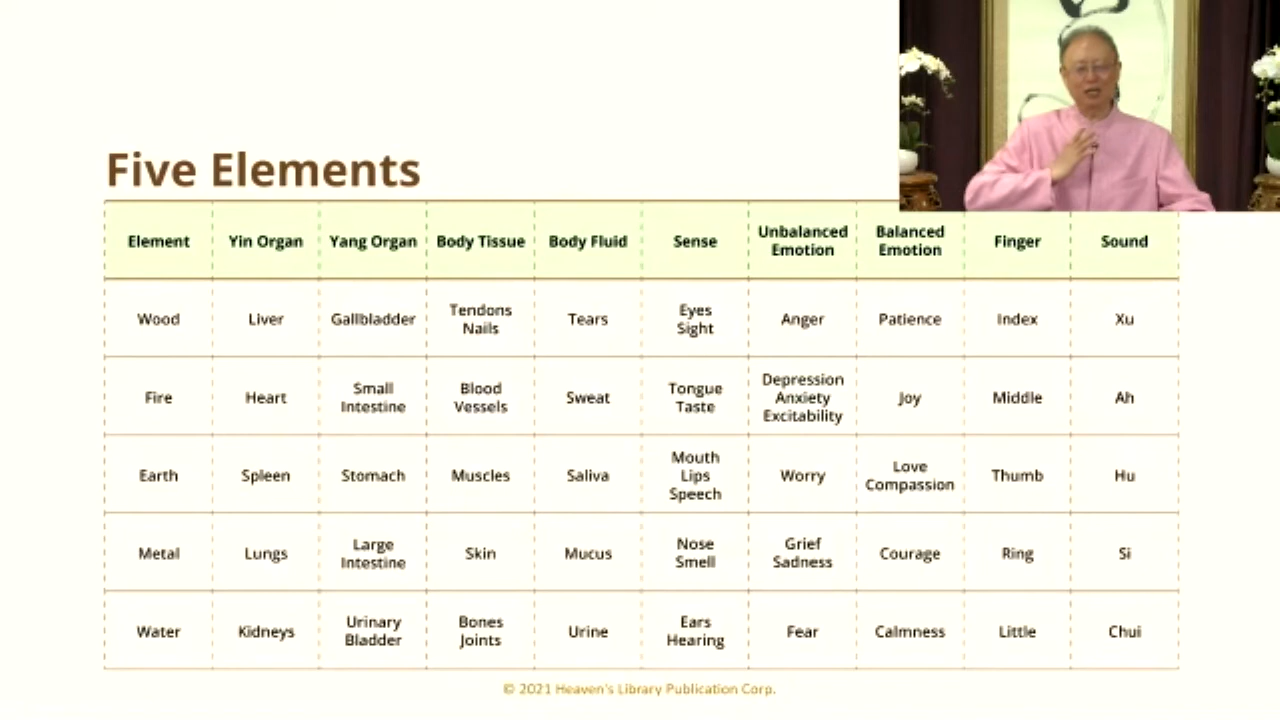 Five Elements
Element Yin Organ Yang Organ Body Tissue Body Fluid Sense Unbalanced Emotion Balanced Emotion Finger Sound
Wood Liver Gallbladder Tendons Nails Tears Eyes Sight Anger Patience Index Xu
Fire Heart Small Intestine Blood Vessels Sweat Tongue Taste Depression Anxiety Excitability Joy Middle Ah
Earth Spleen Stomach Muscles Saliva Mouth Lips Speech Worry Love Compassion Thumb Hu
Metal Lungs Large Intestine Skin Mucus Nose Smell Grief Sadness Courage Ring Si
Water Kidneys Urinary Bladder Bones Joints Urine Ears Hearing Fear Calmness Little Chui
© 2021 Heaven's Library Publication Corp.